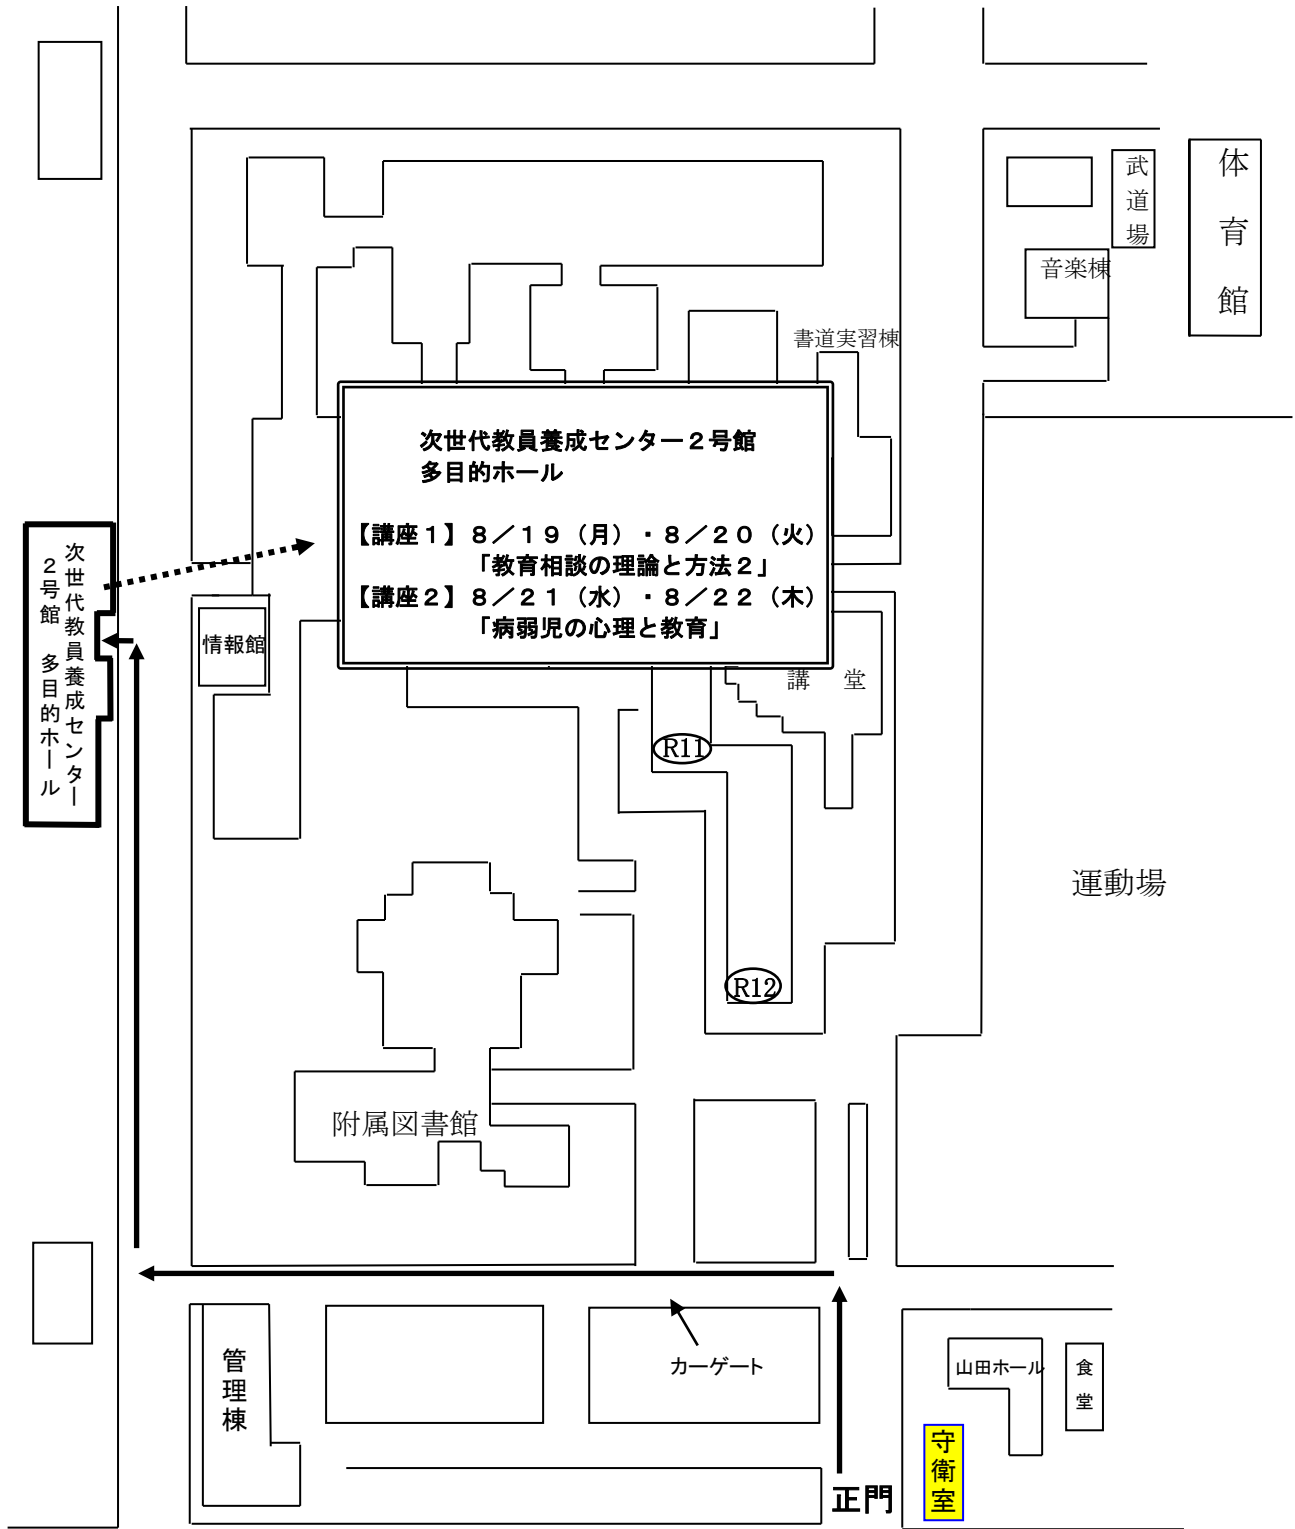 体育館
武道場
音楽棟
書道実習棟
次世代教員養成センター２号館
多目的ホール
【講座１】８／１９（月）・８／２０（火）
「教育相談の理論と方法２」
【講座２】８／２１（水）・８／２２（木）
「病弱児の心理と教育」
次世代教員養成センター
２号館　多目的ホール
情報館
講　堂
R11
R12
運動場
附属図書館
カーゲート
管理棟
山田ホール
食堂
守衛室
正門